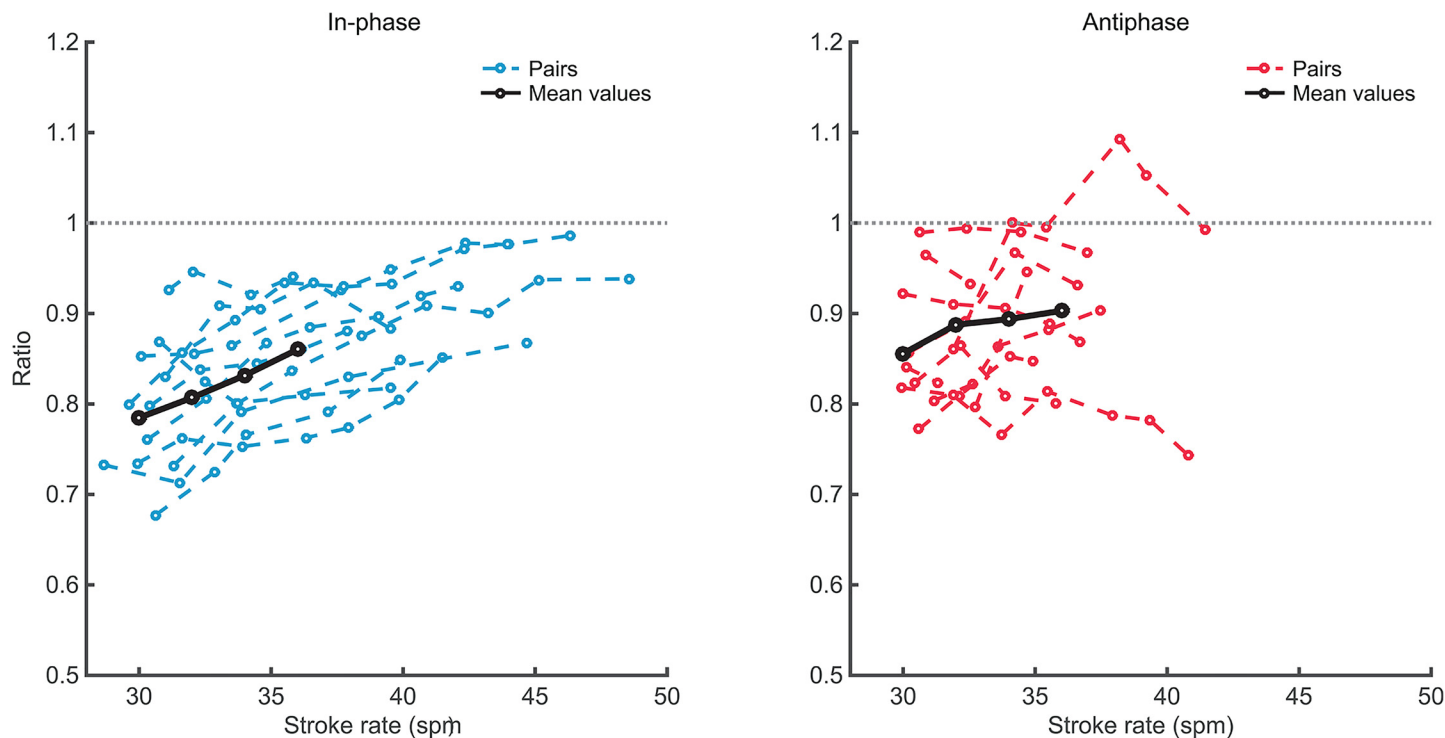 In-phase
1.2
1.1
1
0.9
0.8
0.7
0.6
0.5
Ratio
Pairs
Mean values
30 35 40 45 50
Stroke rate (spm)
Antiphase
1.2
1.1
1
0.9
0.8
0.7
0.6
0.5
Pairs
Mean values
30 35 40 45 50
Stroke rate (spm)